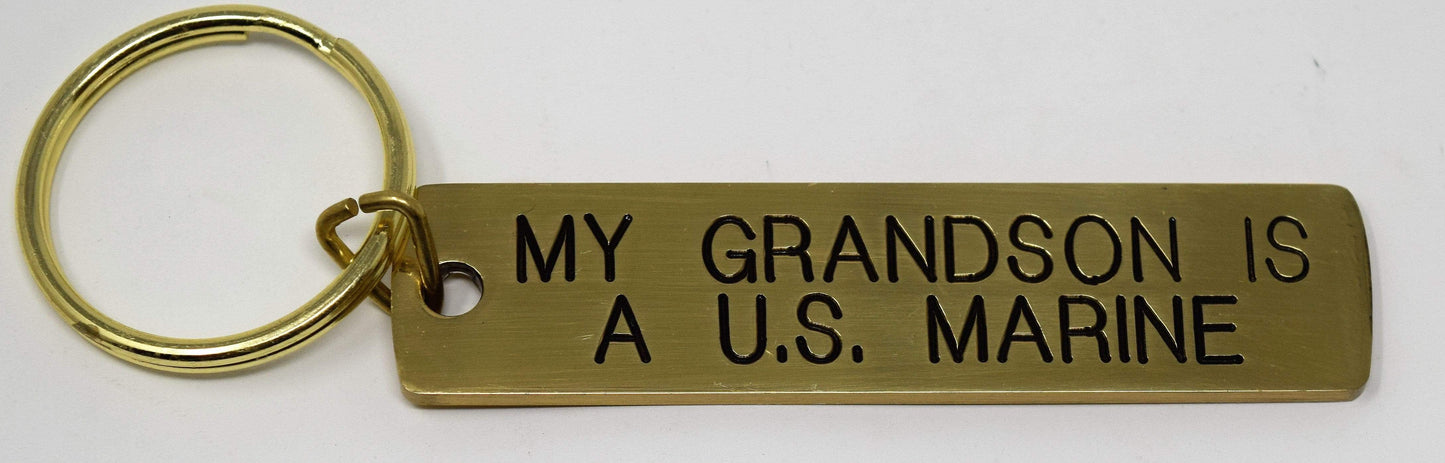 MY GRANDSON IS
A U.S. MARINE